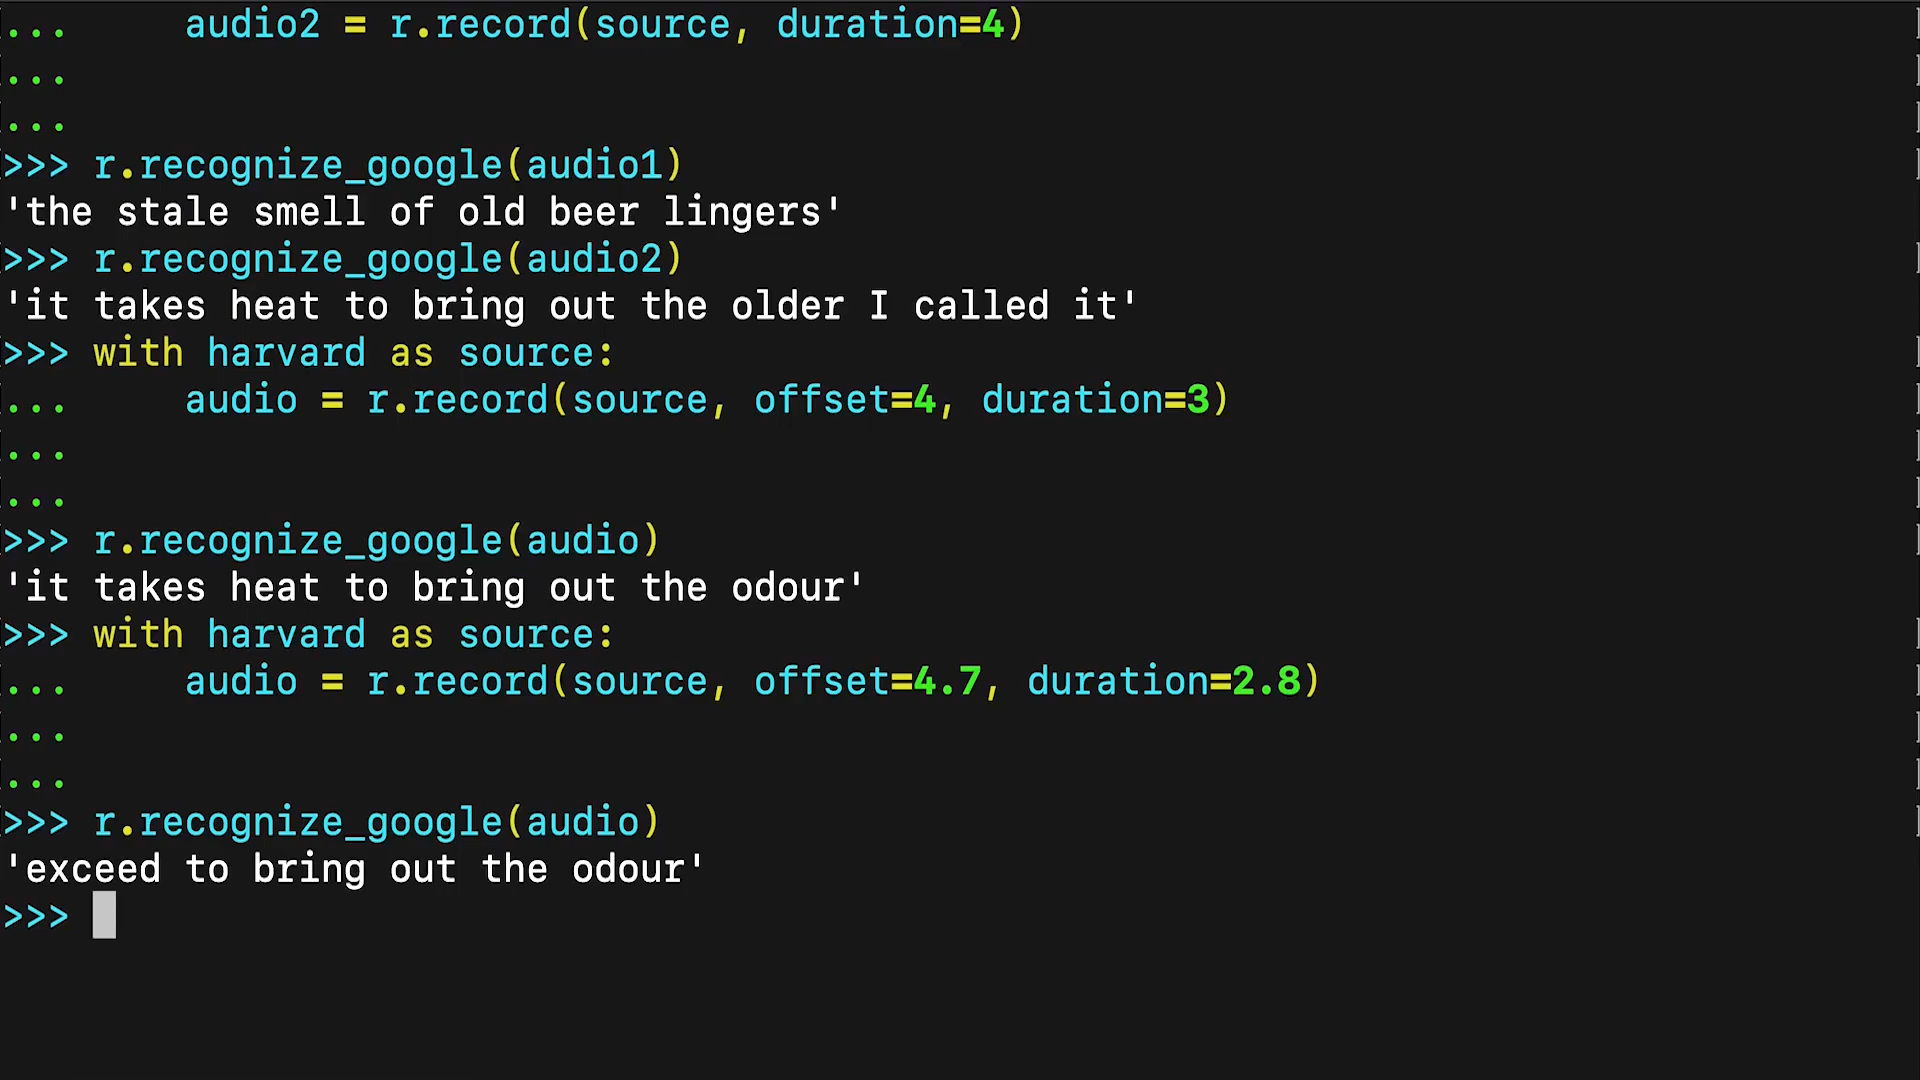 ...     audio2 = r.record(source, duration=4)
...
...
>>> r.recognize_google(audio1)
'the stale smell of old beer lingers'
>>> r.recognize_google(audio2)
'it takes heat to bring out the older I called it'
>>> with harvard as source:
...     audio = r.record(source, offset=4, duration=3)
...
...
>>> r.recognize_google(audio)
'it takes heat to bring out the odour'
>>> with harvard as source:
...     audio = r.record(source, offset=4.7, duration=2.8)
...
...
>>> r.recognize_google(audio)
'exceed to bring out the odour'
>>>